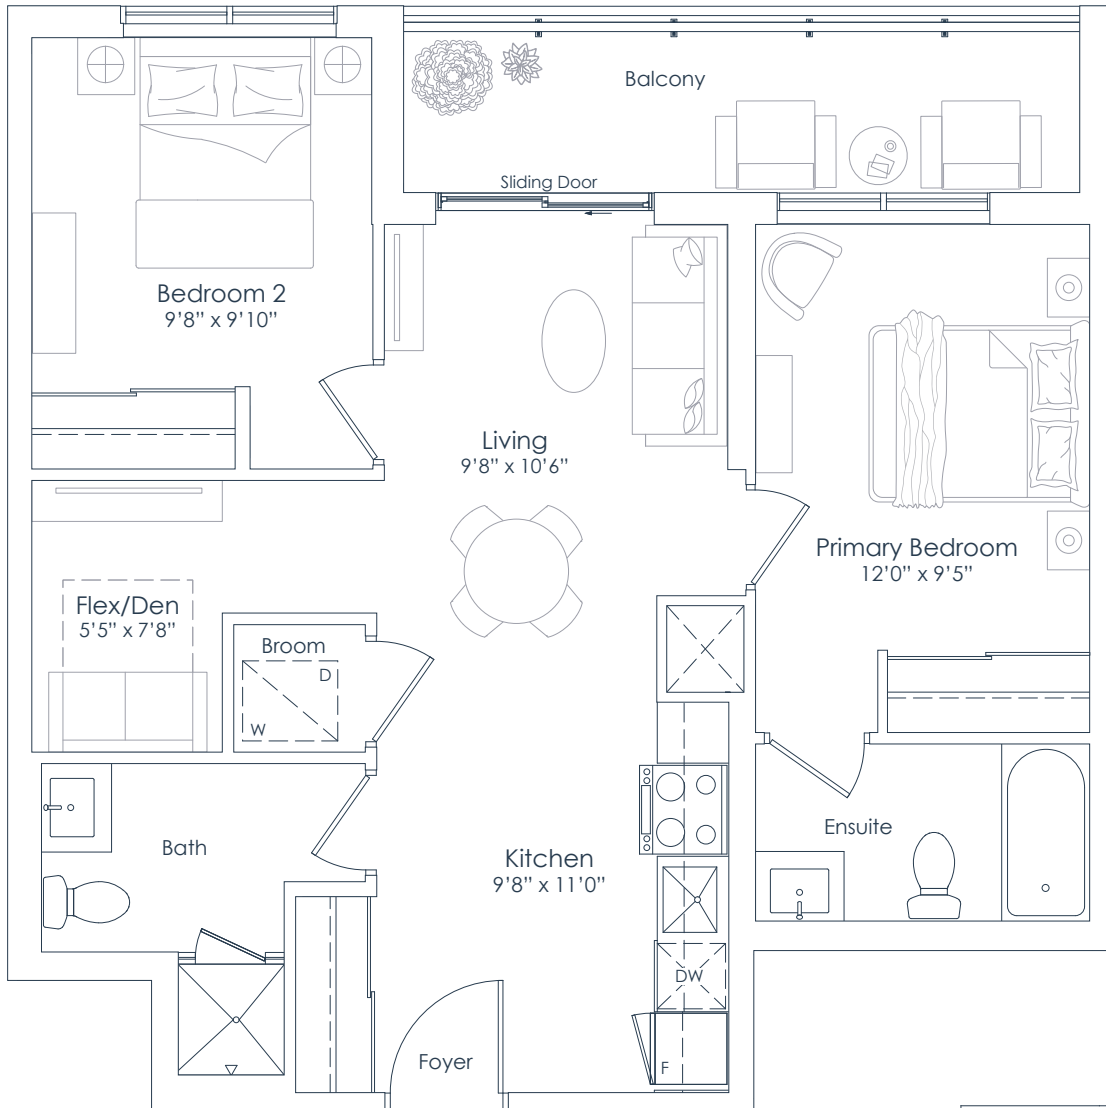 Balcony
Sliding Door
Bedroom 2
9’8” x 9’10”
Living
9’8” x 10’6”
Primary Bedroom
12’0” x 9’5”
Flex/Den
5’5” x 7’8”
Broom
D
W
Ensuite
Bath
Kitchen
9’8” x 11’0”
DW
Foyer
F